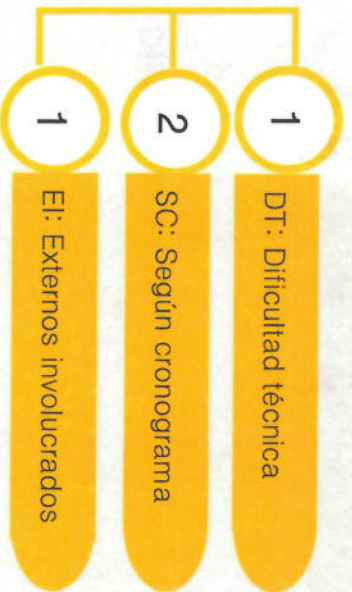 1
DT: Dificultad técnica
2
SC: Según cronograma
1
EI: Externos involucrados